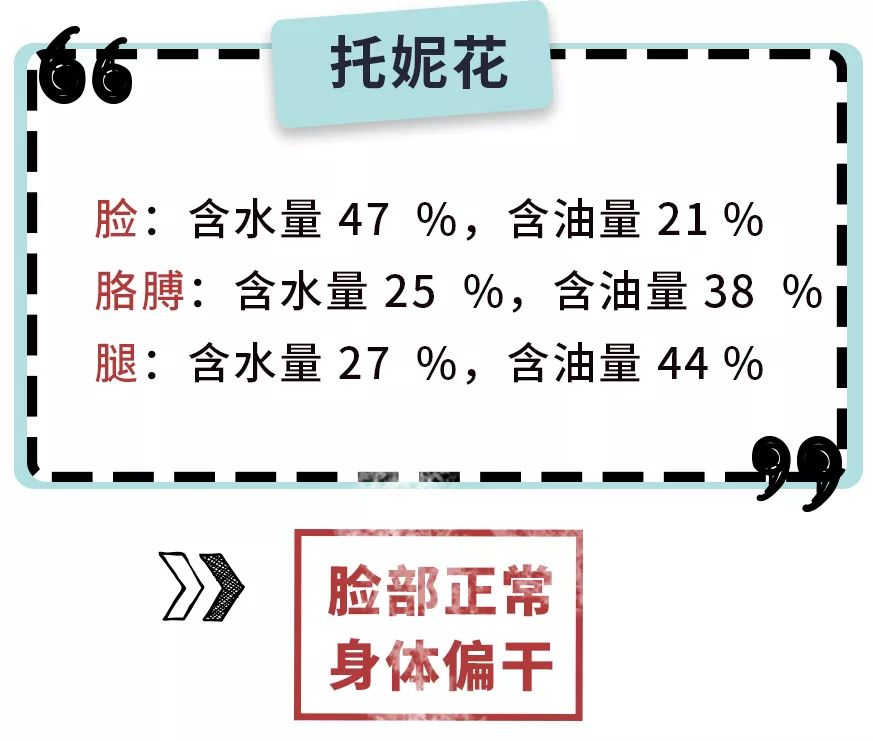 托妮花
脸：含水量 47 %，含油量 21 %
胳膊：含水量 25 %，含油量 38 %
腿：含水量 27 %，含油量 44 %
脸部正常
身体偏干